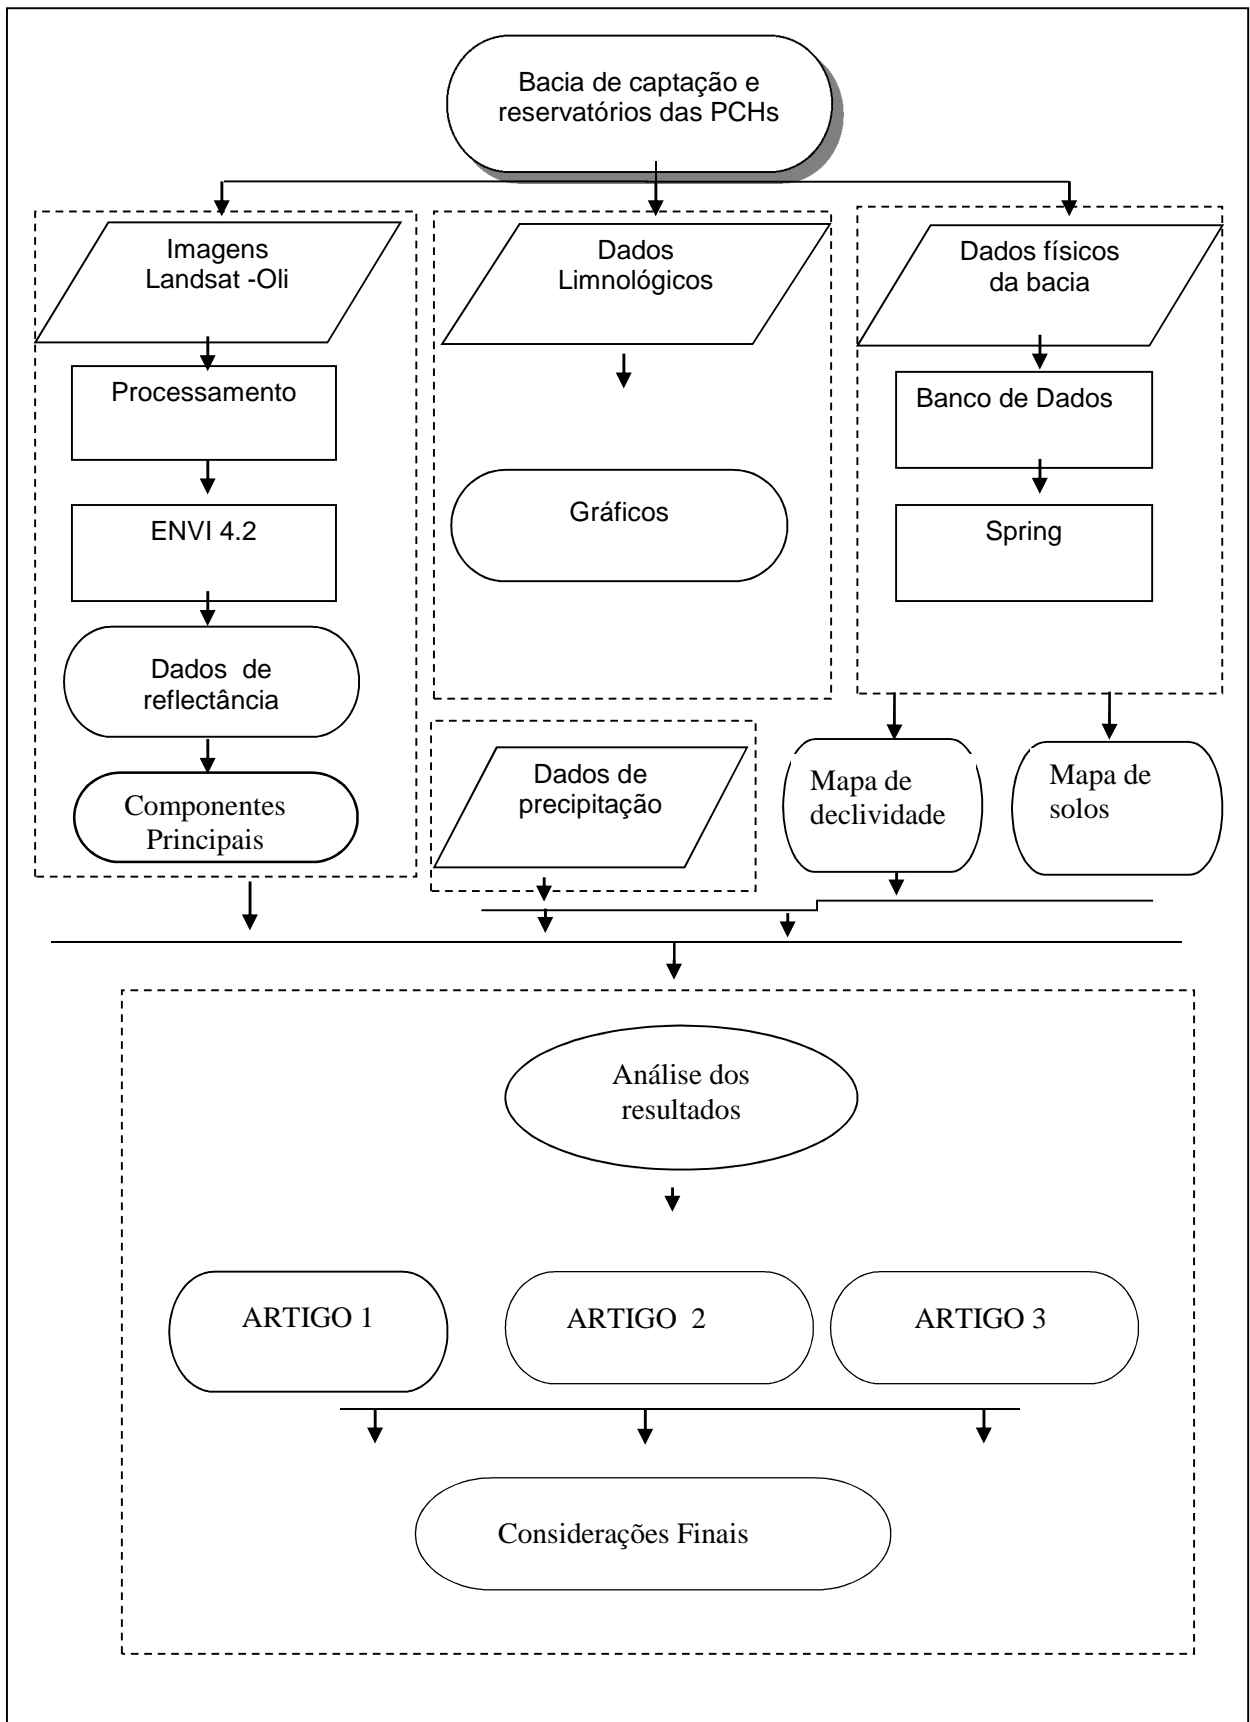 Bacia de captação e
reservatórios das PCHs
Imagens
Landsat -Oli
Processamento
ENVI 4.2
Dados de
reflectância
Componentes
Principais
Dados
Limnológicos
Gráficos
Dados de
precipitação
Dados físicos
da bacia
Banco de Dados
Spring
Mapa de
declividade
Mapa de
solos
Análise dos
resultados
ARTIGO 1
ARTIGO 2
ARTIGO 3
Considerações Finais